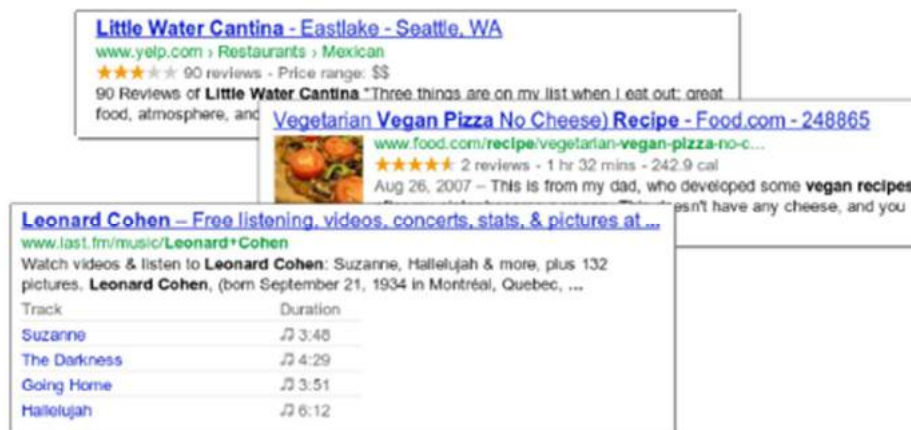 Little Water Cantina - Eastlake - Seattle, WA
www.yelp.com › Restaurants › Mexican
90 reviews - Price range: $$
90 Reviews of Little Water Cantina "Three things are on my list when I eat out: great
food, atmosphere, and
Vegetarian Vegan Pizza No Cheese) Recipe - Food.com - 248865
www.food.com/recipe/vegetarian-vegan-pizza-no-c...
2 reviews - 1 hr 32 mins - 242.9 cal
Aug 26, 2007 – This is from my dad, who developed some vegan recipes
doesn't have any cheese, and you
Leonard Cohen – Free listening, videos, concerts, stats, & pictures at ...
www.last.fm/music/Leonard+Cohen
Watch videos & listen to Leonard Cohen: Suzanne, Hallelujah & more, plus 132
pictures. Leonard Cohen, (born September 21, 1934 in Montréal, Quebec, ...
Track Duration
Suzanne ♫ 3:48
The Darkness ♫ 4:29
Going Home ♫ 3:51
Hallelujah ♫ 6:12